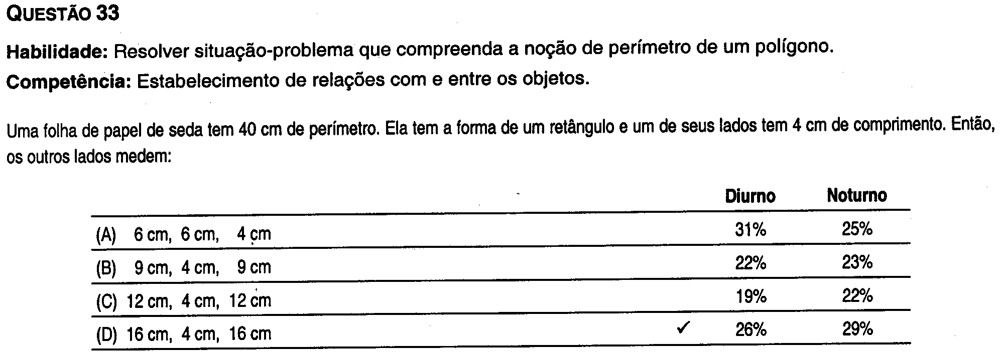 QUESTÃO 33
Habilidade: Resolver situação-problema que compreenda a noção de perímetro de um polígono.
Competência: Estabelecimento de relações com e entre os objetos.
Uma folha de papel de seda tem 40 cm de perímetro. Ela tem a forma de um retângulo e um de seus lados tem 4 cm de comprimento. Então,
os outros lados medem:
Diurno Noturno
(A) 6 cm, 6 cm, 4 cm 31% 25%
(B) 9 cm, 4 cm, 9 cm 22% 23%
(C) 12 cm, 4 cm, 12 cm 19% 22%
(D) 16 cm, 4 cm, 16 cm ✓ 26% 29%